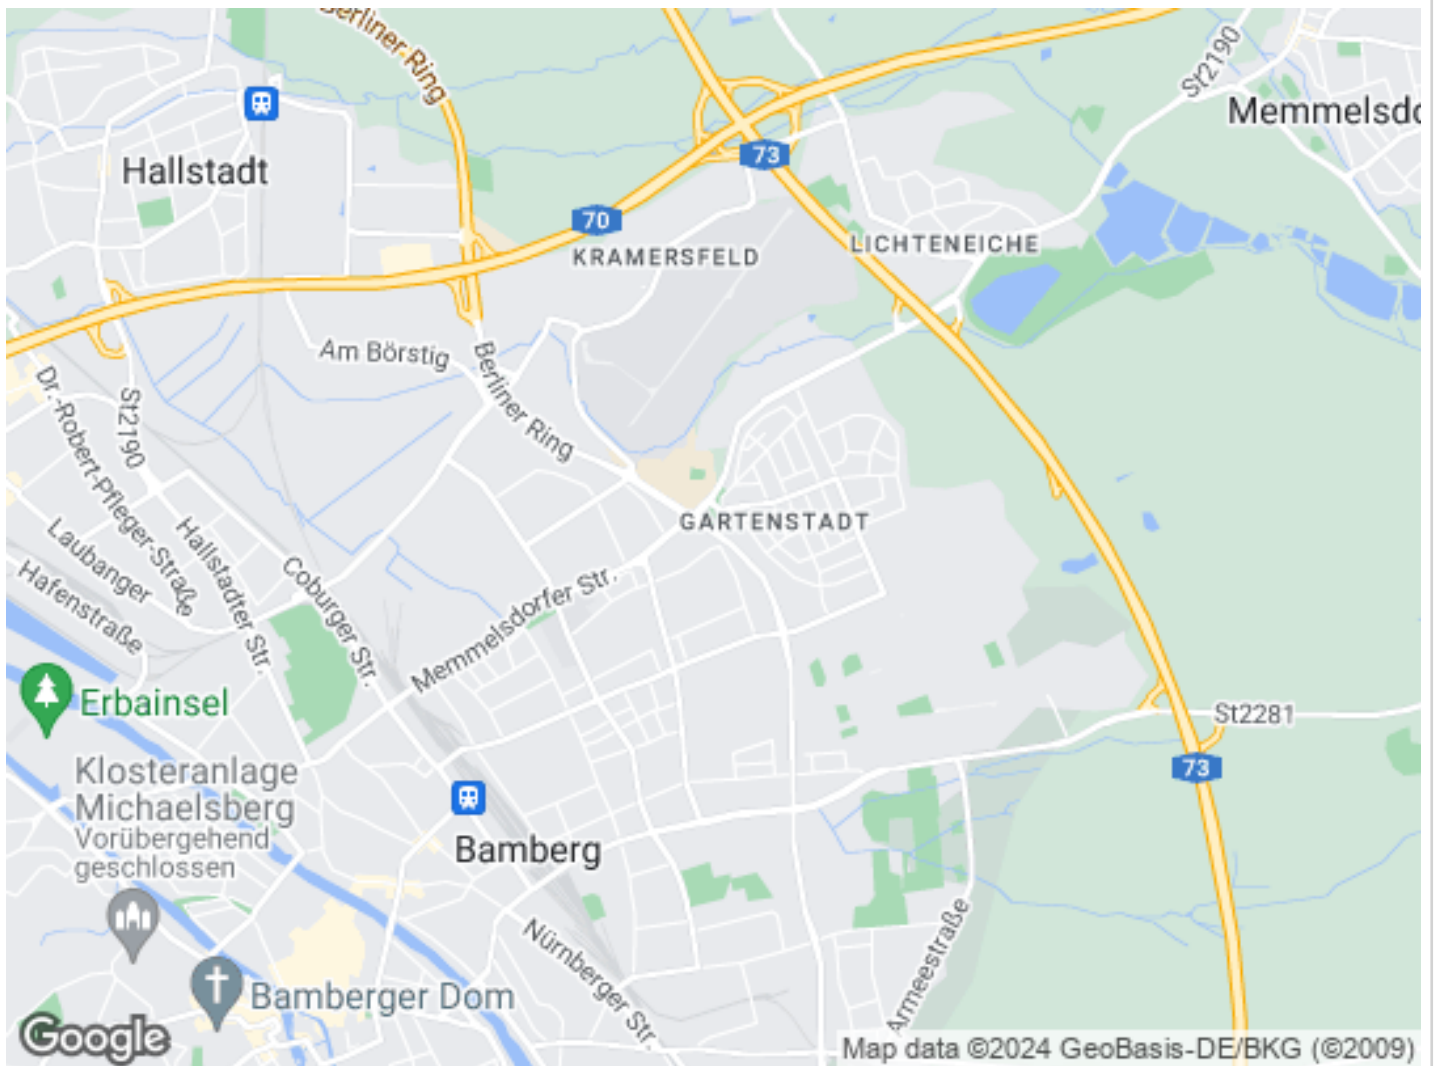 Berliner-Ring
St2190
Memmelsdo
Hallstadt
73
70
KRAMERSFELD
LICHTENEICHE
Am Börstig
Berliner Ring
Dr.-Robert-Pfleger-Straße
St2190
GARTENSTADT
Laubanger
Hallstadter Str.
Hafenstraße
Coburger Str.
Memmelsdorfer Str.
Erbainsel
St2281
Klosteranlage
Michaelsberg
Vorübergehend
geschlossen
73
Bamberg
Nürnberger Str.
Armeestraße
Bamberger Dom
Google
Map data ©2024 GeoBasis-DE/BKG (©2009)